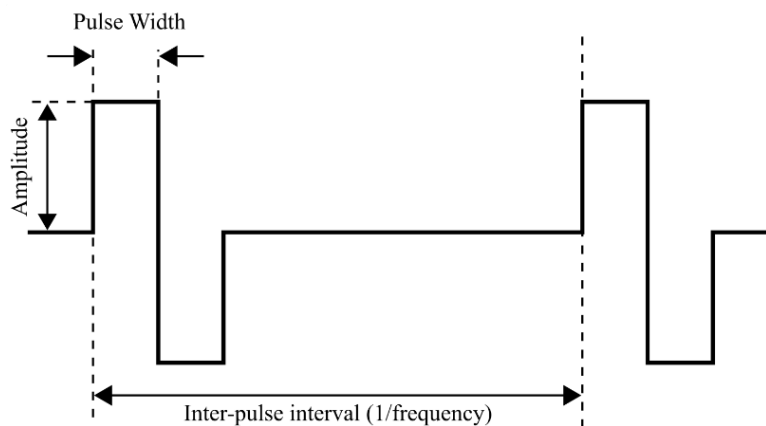 Pulse Width
Amplitude
Inter-pulse interval (1/frequency)